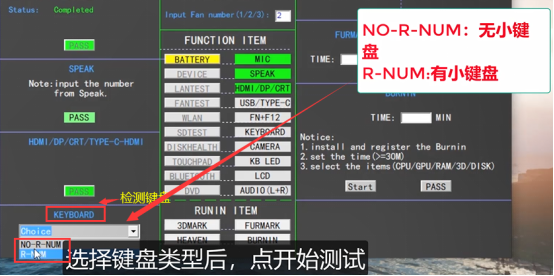 Status: Completed
PASS
SPEAK
Note:input the number
from Speak.
PASS
HDMI/DP/CRT/TYPE-C-HDMI
PASS
KEYBOARD
检测键盘
Choice
NO-R-NUM
R-NUM
Input Fan number(1/2/3): 2
FUNCTION ITEM
BATTERY MIC
DEVICE SPEAK
LANTEST HDMI/DP/CRT
FANTEST USB/TYPE-C
WLAN FN+F12
SDTEST KEYBOARD
DISKHEALTH CAMERA
TOUCHPAD KB LED
BLUETOOTH LCD
DVD AUDIO(L+R)
RUNIN ITEM
3DMARK FURMARK
HEAVEN BURNIN
NO-R-NUM：无小键
盘
R-NUM:有小键盘
TIME:
TIME: MIN
Notice:
1.install and register the Burnin
2.set the time(>=30M)
3.select the items(CPU/GPU/RAM/3D/DISK)
Start PASS
选择键盘类型后，点开始测试